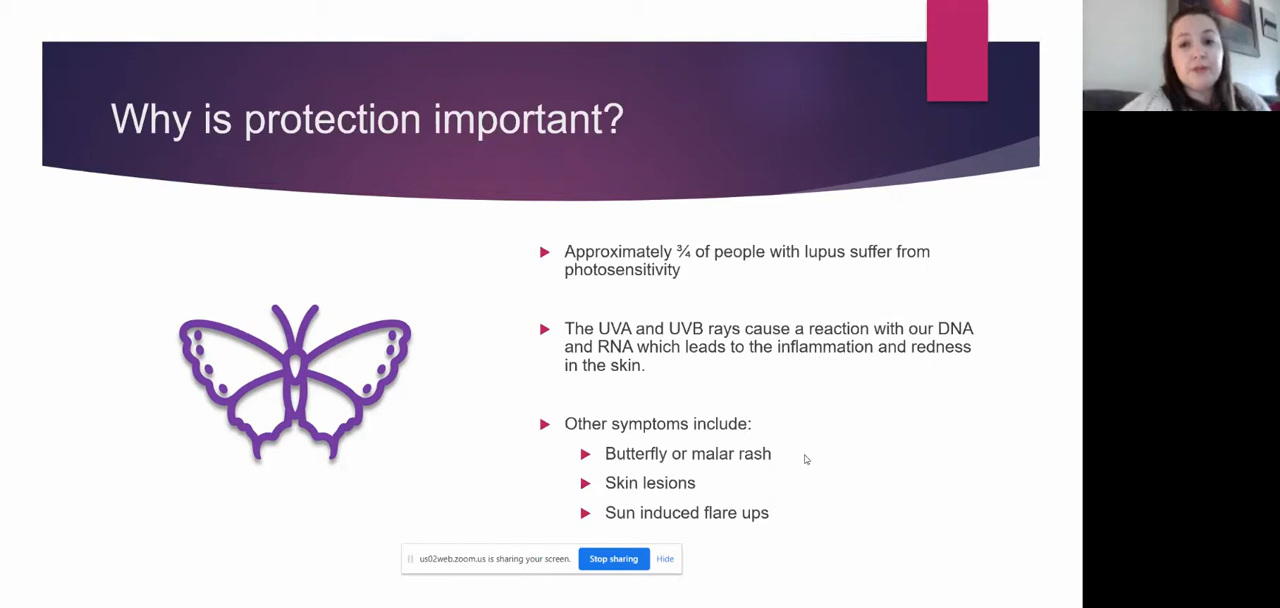 Why is protection important?
Approximately ¾ of people with lupus suffer from
photosensitivity
The UVA and UVB rays cause a reaction with our DNA
and RNA which leads to the inflammation and redness
in the skin.
Other symptoms include:
Butterfly or malar rash
Skin lesions
Sun induced flare ups
us02web.zoom.us is sharing your screen. Stop sharing Hide